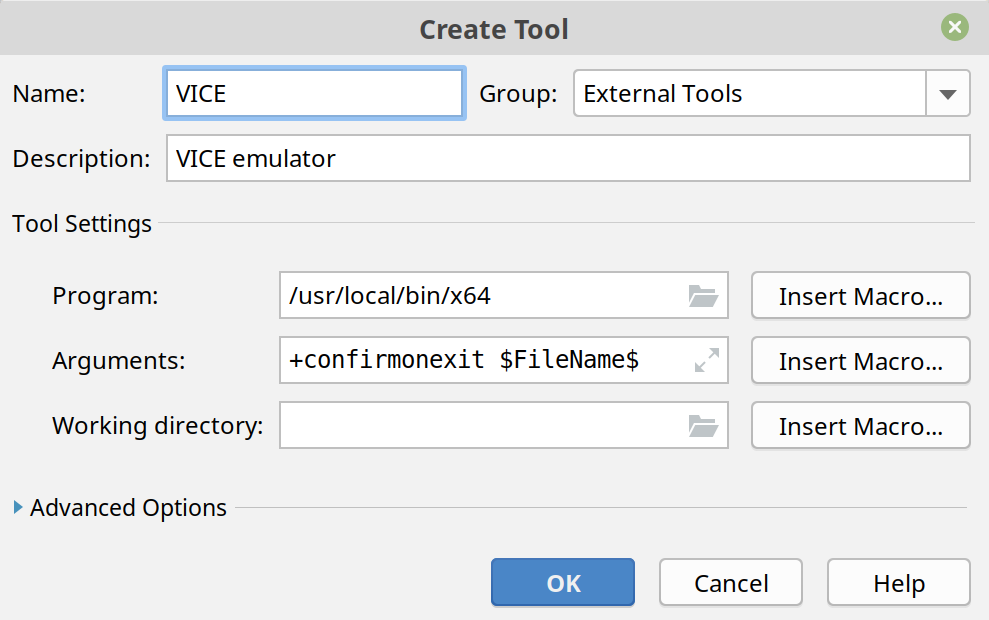 Create Tool
Name: VICE Group: External Tools
Description: VICE emulator
Tool Settings
Program: /usr/local/bin/x64 Insert Macro...
Arguments: +confirmonexit $FileName$ Insert Macro...
Working directory: Insert Macro...
Advanced Options
OK Cancel Help